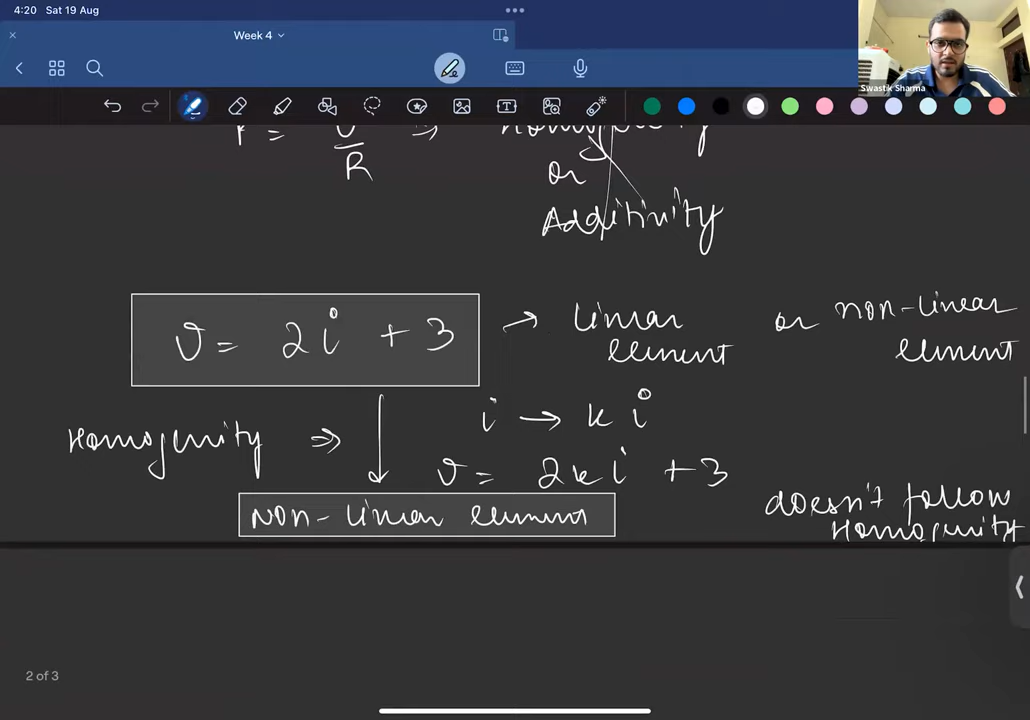 4:20 Sat 19 Aug
Week 4
Swastik Sharma
P = V
R
or
Additivity
v = 2i + 3 → linear element or non-linear element
Homogenity ⇒ i → ki
v = 2ki + 3
Non-linear element
doesn't follow Homogenity
2 of 3